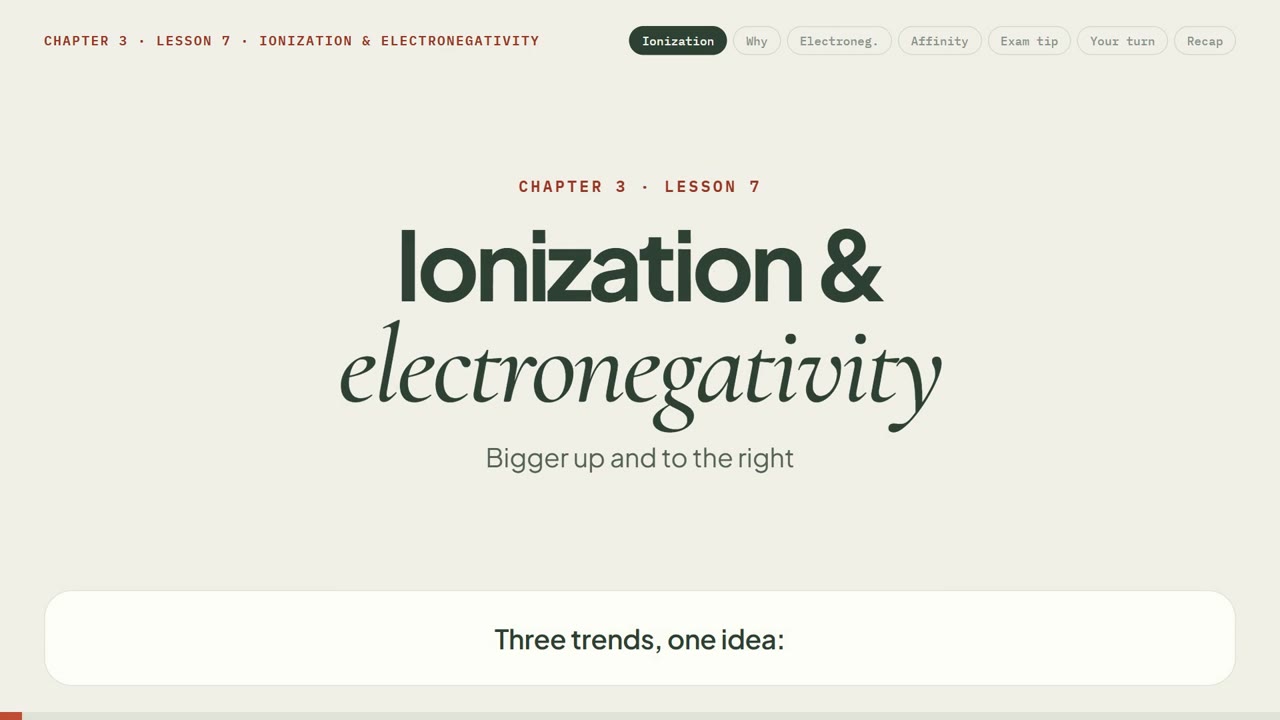 CHAPTER 3 · LESSON 7 · IONIZATION & ELECTRONEGATIVITY
Ionization
Why
Electroneg.
Affinity
Exam tip
Your turn
Recap
CHAPTER 3 · LESSON 7
Ionization &
electronegativity
Bigger up and to the right
Three trends, one idea: